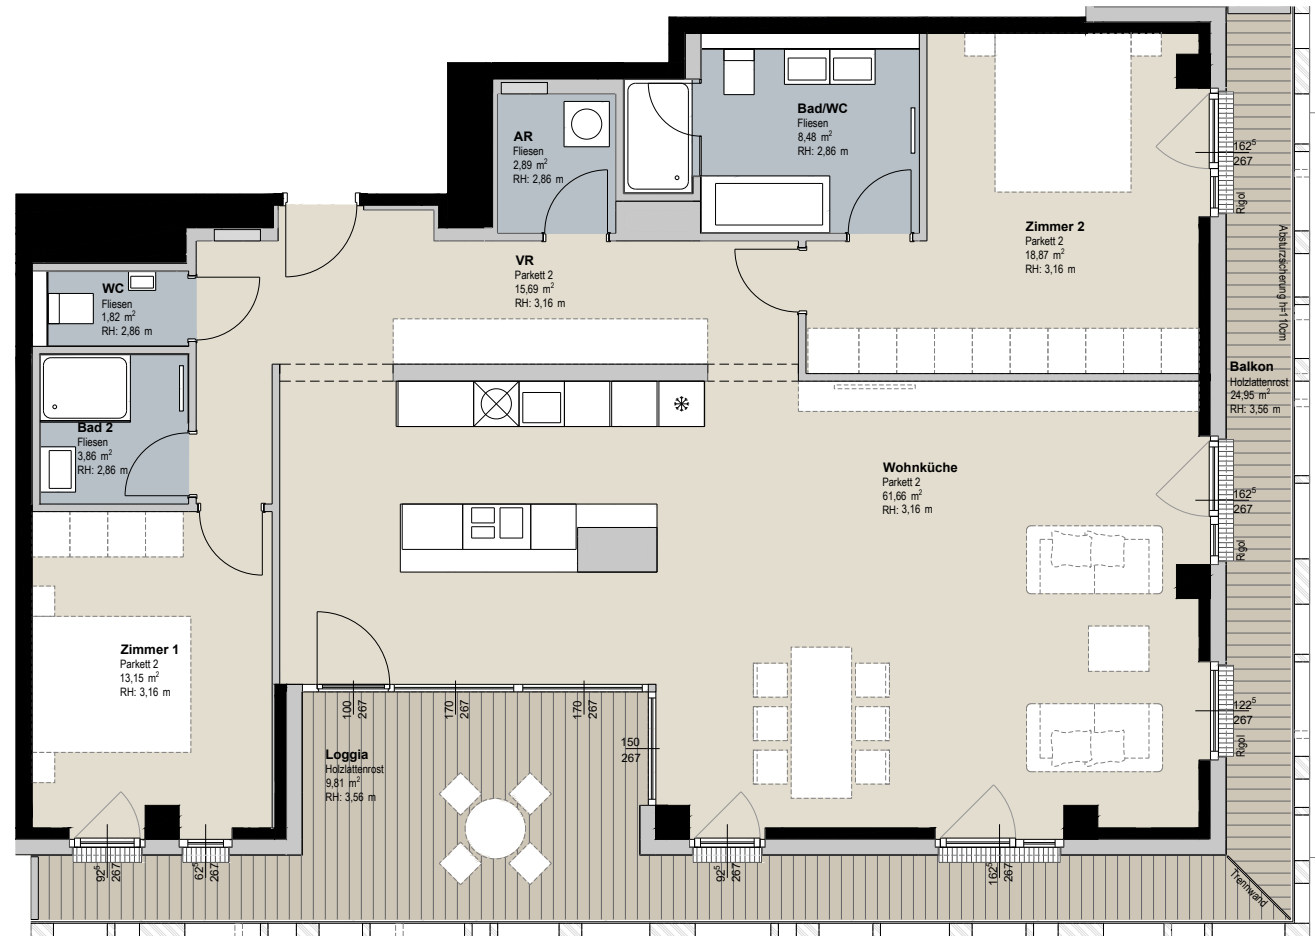 AR
Fliesen
2,89 m²
RH: 2,86 m
Bad/WC
Fliesen
8,48 m²
RH: 2,86 m
Zimmer 2
Parkett 2
18,87 m²
RH: 3,16 m
162⁵
267
Rigol
Absturzsicherung h=110cm
VR
Parkett 2
15,69 m²
RH: 3,16 m
WC
Fliesen
1,82 m²
RH: 2,86 m
Balkon
Holzlattenrost
24,95 m²
RH: 3,56 m
Bad 2
Fliesen
3,86 m²
RH: 2,86 m
Wohnküche
Parkett 2
61,66 m²
RH: 3,16 m
162⁵
267
Rigol
Zimmer 1
Parkett 2
13,15 m²
RH: 3,16 m
100
267
170
267
170
267
122⁵
267
Rigol
150
267
Loggia
Holzlattenrost
9,81 m²
RH: 3,56 m
92⁵
267
62⁵
267
92⁵
267
162⁵
267
Trennwand